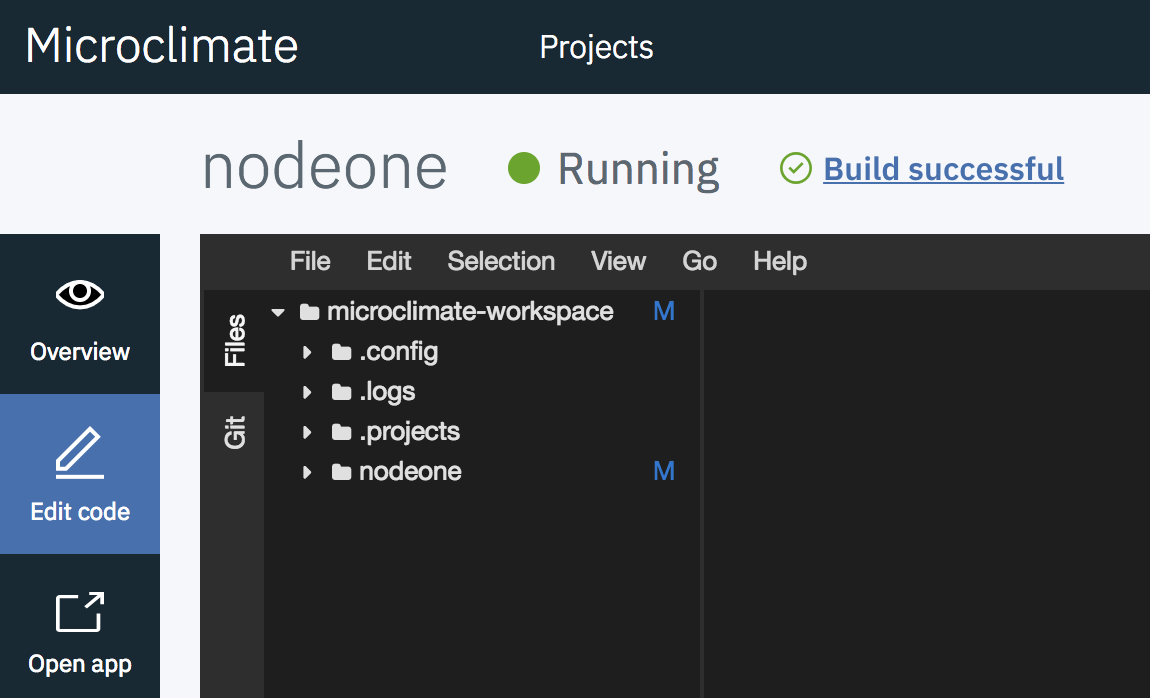 Microclimate Projects
nodeone Running Build successful
Overview
Edit code
Open app
File Edit Selection View Go Help
Files
Git
microclimate-workspace M
.config
.logs
.projects
nodeone M